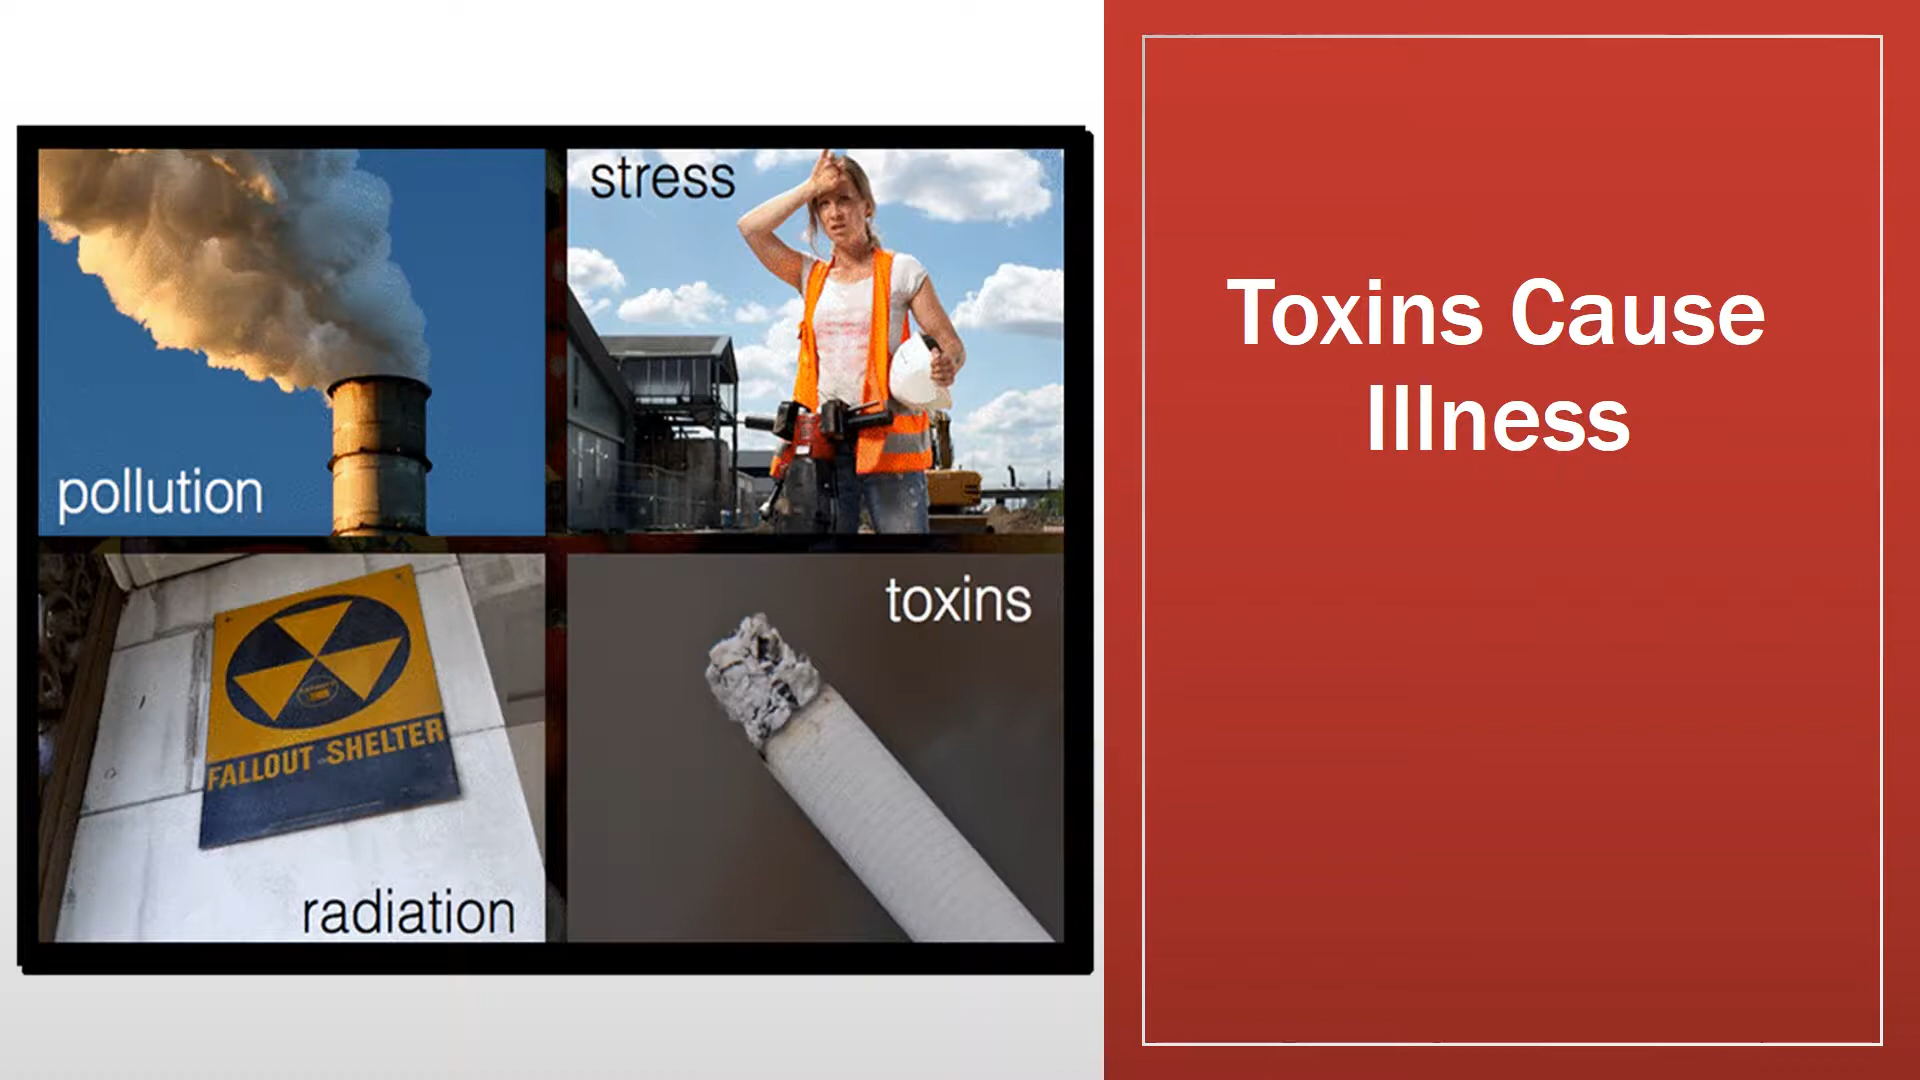 stress
pollution
FALLOUT SHELTER
radiation
toxins
Toxins Cause
Illness